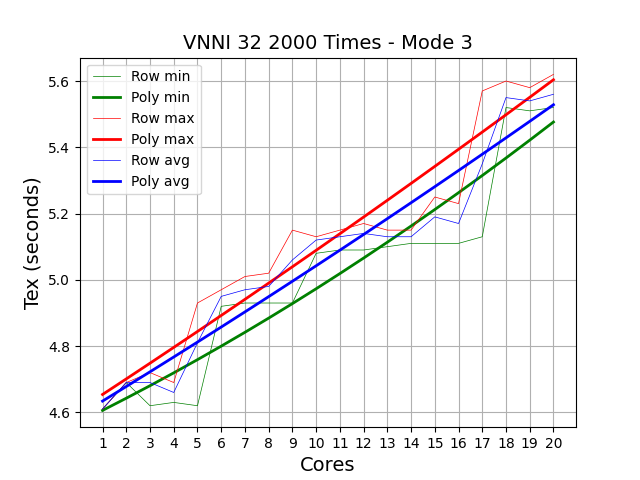 VNNI 32 2000 Times - Mode 3
Row min
Poly min
Row max
Poly max
Row avg
Poly avg
Tex (seconds)
5.6
5.4
5.2
5.0
4.8
4.6
1 2 3 4 5 6 7 8 9 10 11 12 13 14 15 16 17 18 19 20
Cores